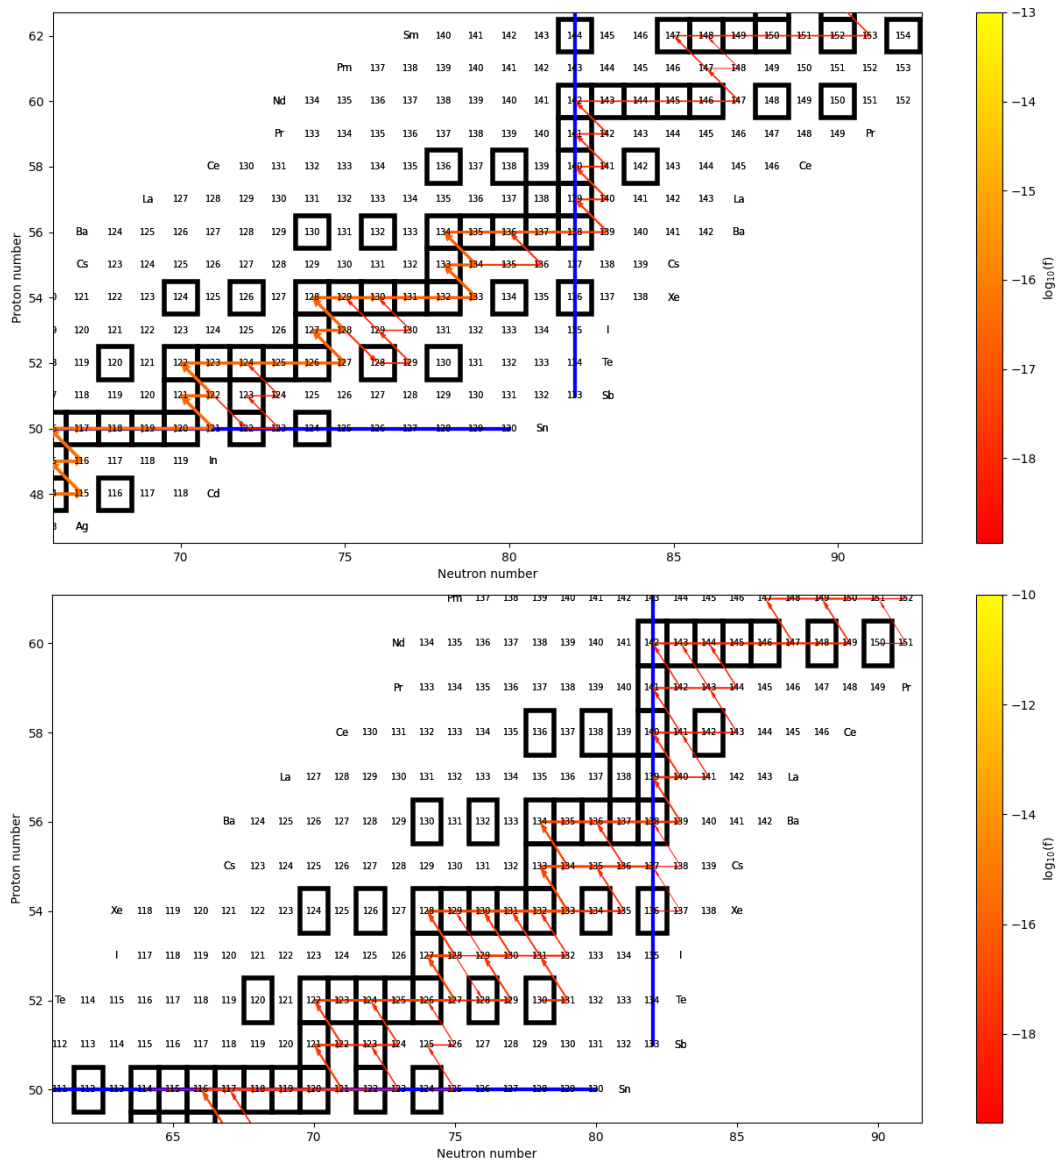 62 Sm 140 141 142 143 144 145 146 147 148 149 150 151 152 153 154
Pm 137 138 139 140 141 142 143 144 145 146 147 148 149 150 151 152 153
60 Nd 134 135 136 137 138 139 140 141 142 143 144 145 146 147 148 149 150 151 152
Pr 133 134 135 136 137 138 139 140 141 142 143 144 145 146 147 148 149 Pr
58 Ce 130 131 132 133 134 135 136 137 138 139 140 141 142 143 144 145 146 Ce
La 127 128 129 130 131 132 133 134 135 136 137 138 139 140 141 142 143 La
56 Ba 124 125 126 127 128 129 130 131 132 133 134 135 136 137 138 139 140 141 142 Ba
Cs 123 124 125 126 127 128 129 130 131 132 133 134 135 136 137 138 139 Cs
54 121 122 123 124 125 126 127 128 129 130 131 132 133 134 135 136 137 138 Xe
120 121 122 123 124 125 126 127 128 129 130 131 132 133 134 135 I
52 119 120 121 122 123 124 125 126 127 128 129 130 131 132 133 134 Te
118 119 120 121 122 123 124 125 126 127 128 129 130 131 132 133 Sb
50 117 118 119 120 121 122 123 124 125 126 127 128 129 130 Sn
116 117 118 119 In
48 115 116 117 118 Cd
Ag
70 75 80 85 90
Neutron number
Proton number
−13
−14
−15
−16
−17
−18
log10(f)
Pm 137 138 139 140 141 142 143 144 145 146 147 148 149 150 151 152
60 Nd 134 135 136 137 138 139 140 141 142 143 144 145 146 147 148 149 150 151
Pr 133 134 135 136 137 138 139 140 141 142 143 144 145 146 147 148 149 Pr
58 Ce 130 131 132 133 134 135 136 137 138 139 140 141 142 143 144 145 146 Ce
La 127 128 129 130 131 132 133 134 135 136 137 138 139 140 141 142 143 La
56 Ba 124 125 126 127 128 129 130 131 132 133 134 135 136 137 138 139 140 141 142 Ba
Cs 123 124 125 126 127 128 129 130 131 132 133 134 135 136 137 138 139 Cs
54 Xe 118 119 120 121 122 123 124 125 126 127 128 129 130 131 132 133 134 135 136 137 138 Xe
I 117 118 119 120 121 122 123 124 125 126 127 128 129 130 131 132 133 134 135 I
52 Te 114 115 116 117 118 119 120 121 122 123 124 125 126 127 128 129 130 131 132 133 134 Te
112 113 114 115 116 117 118 119 120 121 122 123 124 125 126 127 128 129 130 131 132 133 Sb
50 111 112 113 114 115 116 117 118 119 120 121 122 123 124 125 126 127 128 129 130 Sn
65 70 75 80 85 90
Neutron number
Proton number
−10
−12
−14
−16
−18
log10(f)